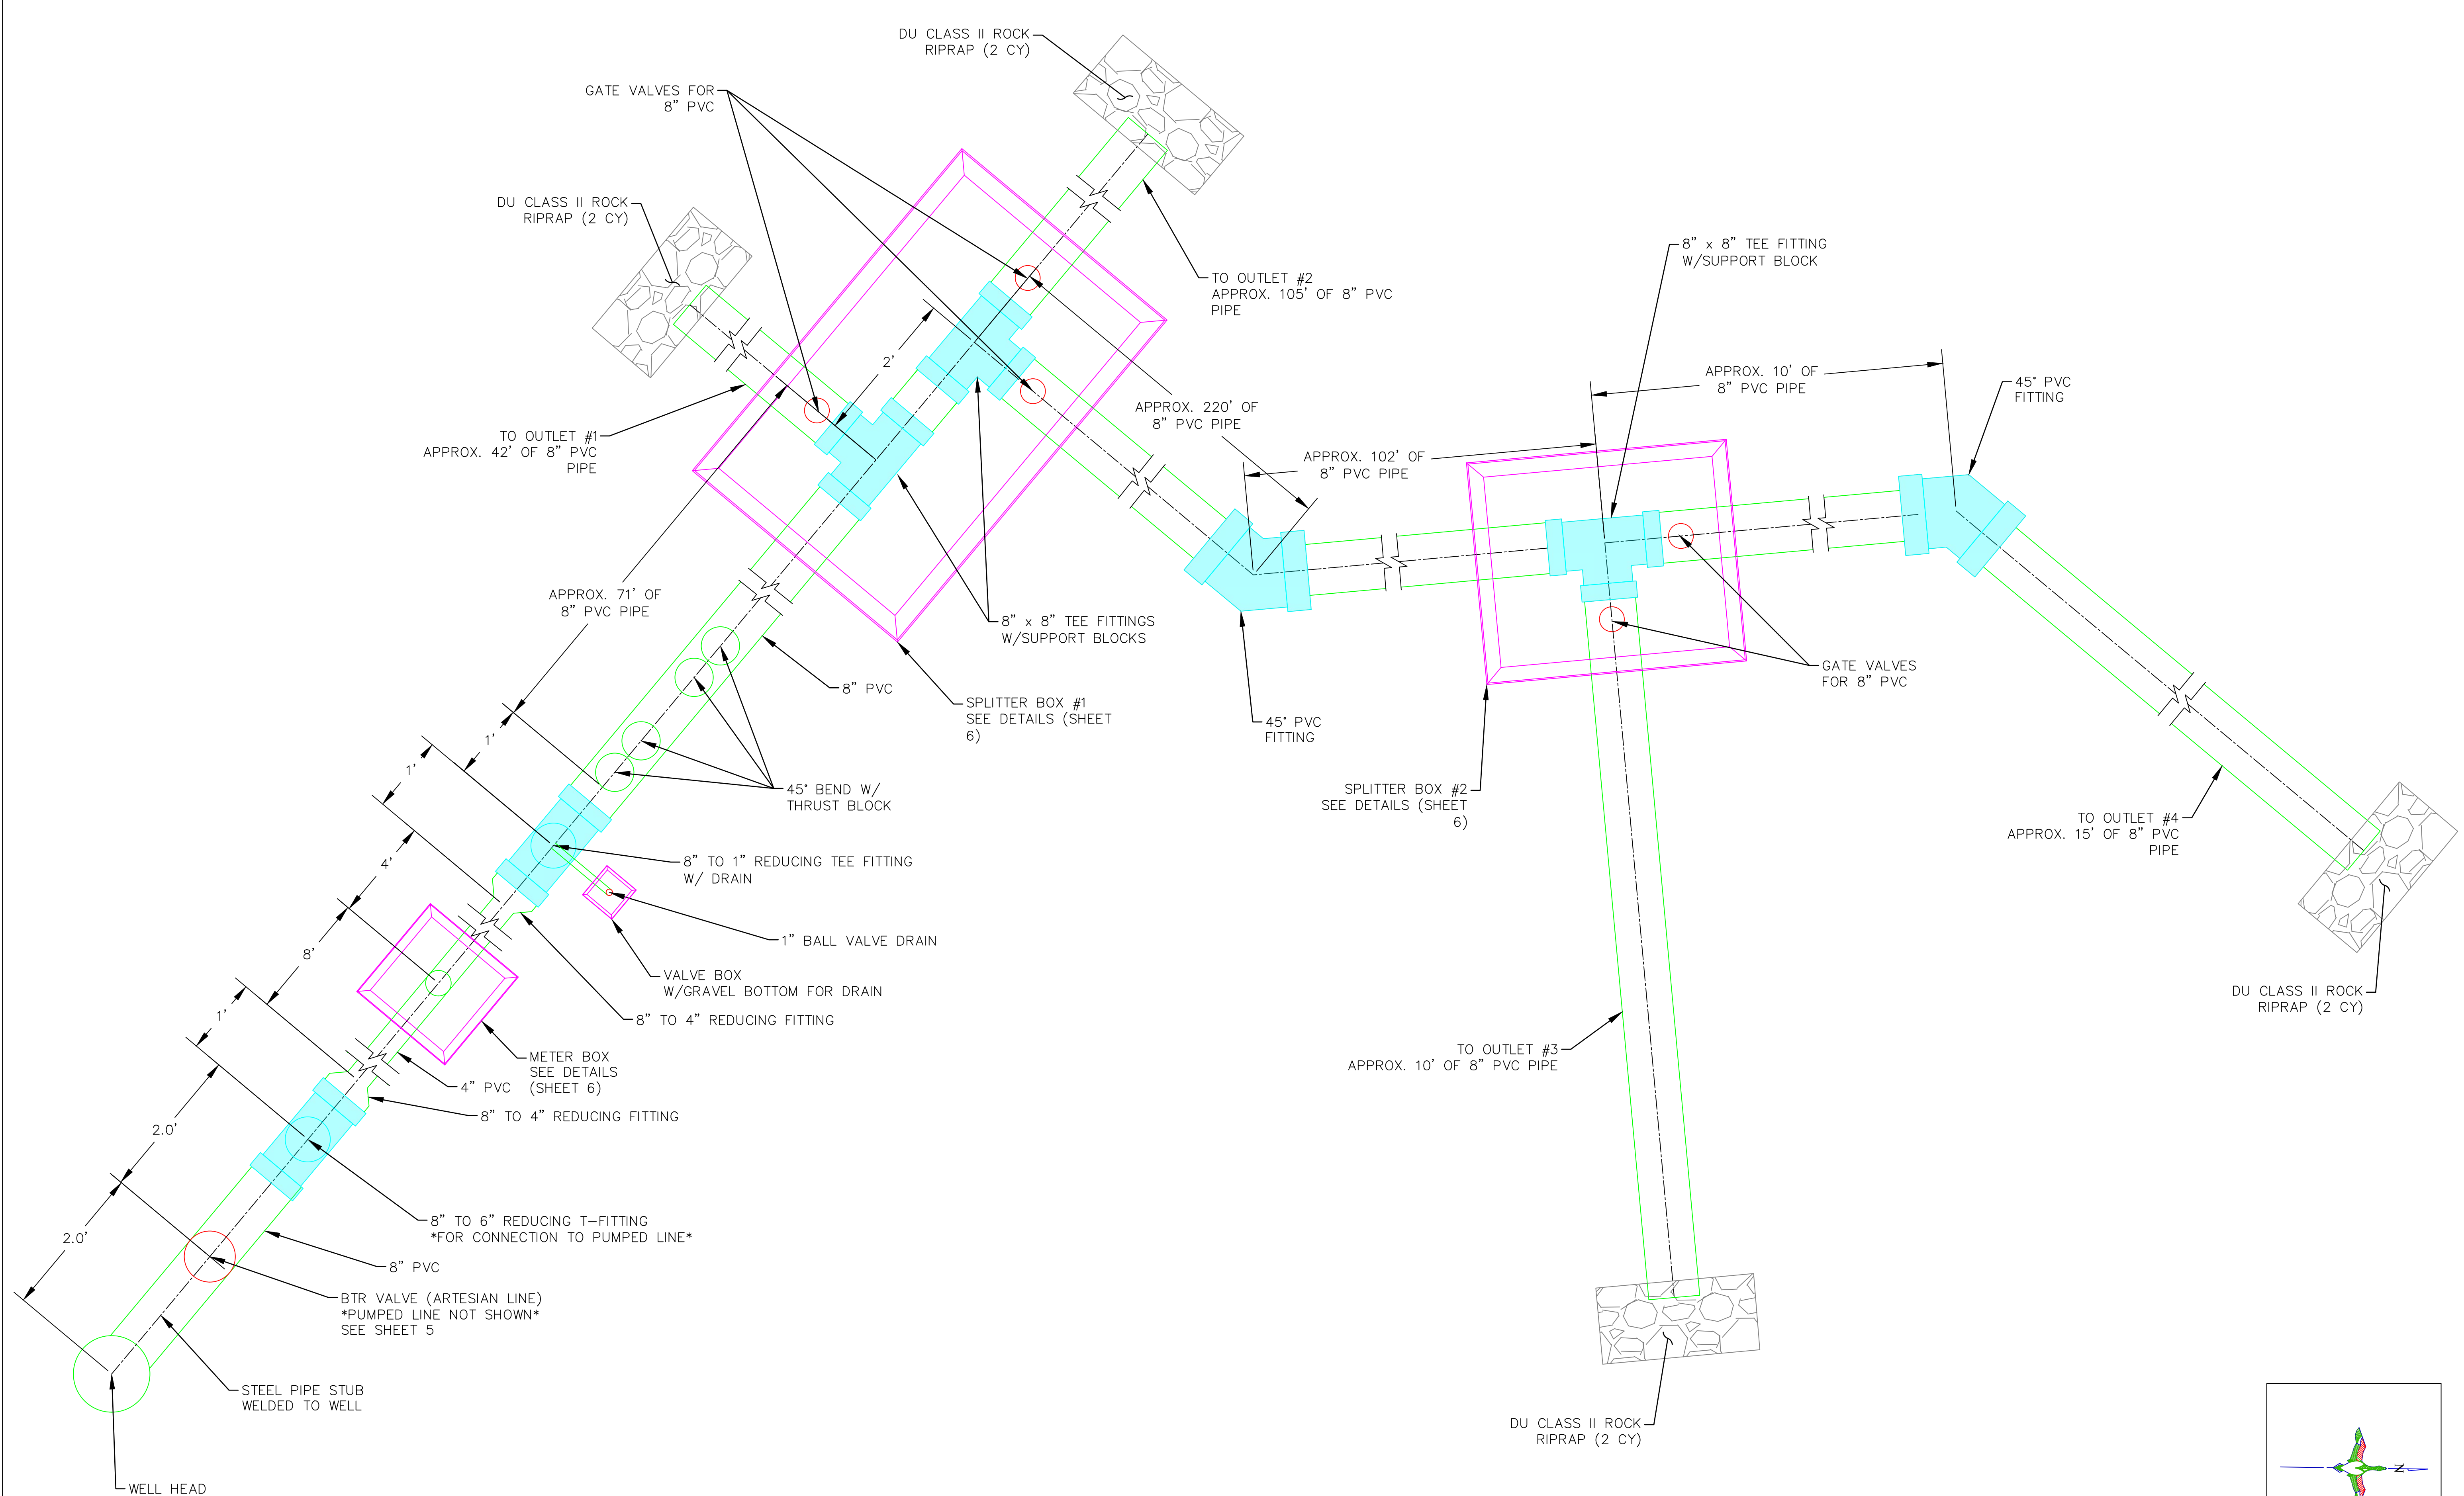 DU CLASS II ROCK
RIPRAP (2 CY)
GATE VALVES FOR
8" PVC
DU CLASS II ROCK
RIPRAP (2 CY)
8" x 8" TEE FITTING
W/SUPPORT BLOCK
TO OUTLET #2
APPROX. 105' OF 8" PVC
PIPE
2'
APPROX. 10' OF
8" PVC PIPE
45° PVC
FITTING
APPROX. 220' OF
8" PVC PIPE
TO OUTLET #1
APPROX. 42' OF 8" PVC
PIPE
APPROX. 102' OF
8" PVC PIPE
APPROX. 71' OF
8" PVC PIPE
8" x 8" TEE FITTINGS
W/SUPPORT BLOCKS
GATE VALVES
FOR 8" PVC
8" PVC
SPLITTER BOX #1
SEE DETAILS (SHEET
6)
45° PVC
FITTING
1'
1'
45° BEND W/
THRUST BLOCK
SPLITTER BOX #2
SEE DETAILS (SHEET
6)
TO OUTLET #4
APPROX. 15' OF 8" PVC
PIPE
4'
8" TO 1" REDUCING TEE FITTING
W/ DRAIN
1" BALL VALVE DRAIN
8'
VALVE BOX
W/GRAVEL BOTTOM FOR DRAIN
DU CLASS II ROCK
RIPRAP (2 CY)
1'
8" TO 4" REDUCING FITTING
METER BOX
SEE DETAILS
(SHEET 6)
TO OUTLET #3
APPROX. 10' OF 8" PVC PIPE
4" PVC
8" TO 4" REDUCING FITTING
2.0'
8" TO 6" REDUCING T-FITTING
*FOR CONNECTION TO PUMPED LINE*
2.0'
8" PVC
BTR VALVE (ARTESIAN LINE)
*PUMPED LINE NOT SHOWN*
SEE SHEET 5
STEEL PIPE STUB
WELDED TO WELL
DU CLASS II ROCK
RIPRAP (2 CY)
N
WELL HEAD